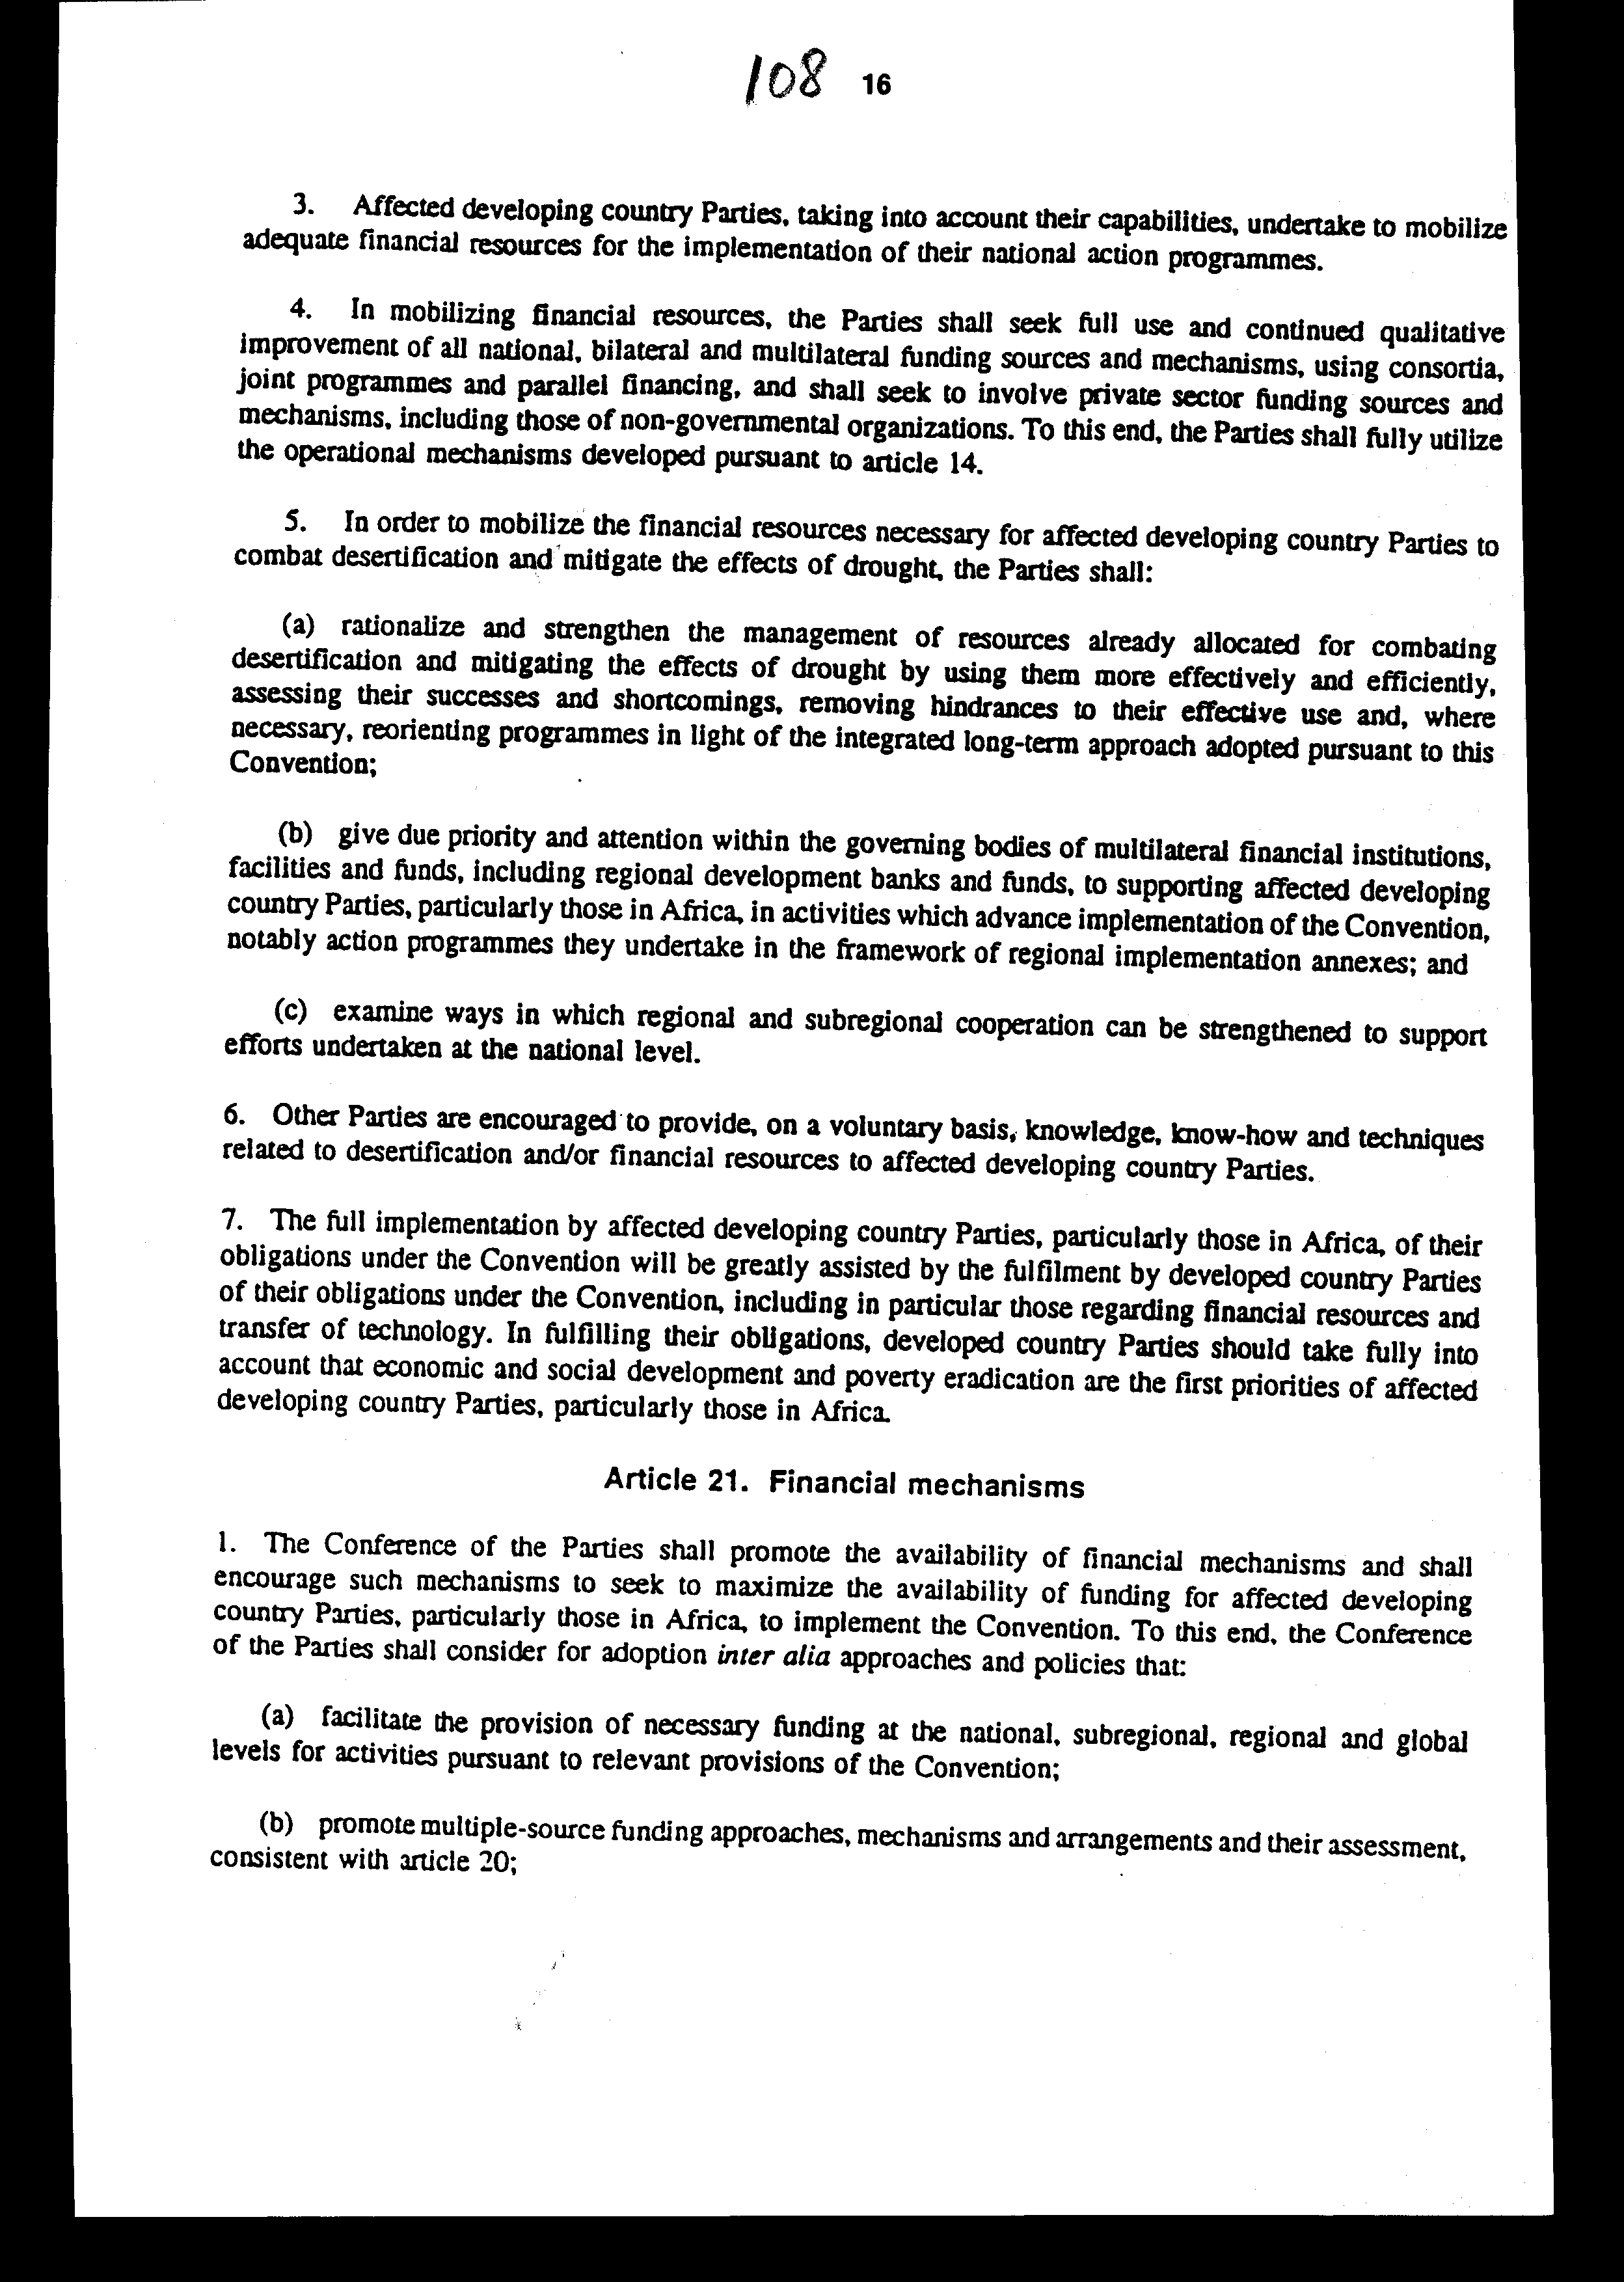 108 16
3. Affected developing country Parties, taking into account their capabilities, undertake to mobilize
adequate financial resources for the implementation of their national action programmes.
4. In mobilizing financial resources, the Parties shall seek full use and continued qualitative
improvement of all national, bilateral and multilateral funding sources and mechanisms, using consortia,
joint programmes and parallel financing, and shall seek to involve private sector funding sources and
mechanisms, including those of non-governmental organizations. To this end, the Parties shall fully utilize
the operational mechanisms developed pursuant to article 14.
5. In order to mobilize the financial resources necessary for affected developing country Parties to
combat desertification and mitigate the effects of drought, the Parties shall:
(a) rationalize and strengthen the management of resources already allocated for combating
desertification and mitigating the effects of drought by using them more effectively and efficiently,
assessing their successes and shortcomings, removing hindrances to their effective use and, where
necessary, reorienting programmes in light of the integrated long-term approach adopted pursuant to this
Convention;
(b) give due priority and attention within the governing bodies of multilateral financial institutions,
facilities and funds, including regional development banks and funds, to supporting affected developing
country Parties, particularly those in Africa, in activities which advance implementation of the Convention,
notably action programmes they undertake in the framework of regional implementation annexes; and
(c) examine ways in which regional and subregional cooperation can be strengthened to support
efforts undertaken at the national level.
6. Other Parties are encouraged to provide, on a voluntary basis, knowledge, know-how and techniques
related to desertification and/or financial resources to affected developing country Parties.
7. The full implementation by affected developing country Parties, particularly those in Africa, of their
obligations under the Convention will be greatly assisted by the fulfilment by developed country Parties
of their obligations under the Convention, including in particular those regarding financial resources and
transfer of technology. In fulfilling their obligations, developed country Parties should take fully into
account that economic and social development and poverty eradication are the first priorities of affected
developing country Parties, particularly those in Africa.
Article 21. Financial mechanisms
1. The Conference of the Parties shall promote the availability of financial mechanisms and shall
encourage such mechanisms to seek to maximize the availability of funding for affected developing
country Parties, particularly those in Africa, to implement the Convention. To this end, the Conference
of the Parties shall consider for adoption inter alia approaches and policies that:
(a) facilitate the provision of necessary funding at the national, subregional, regional and global
levels for activities pursuant to relevant provisions of the Convention;
(b) promote multiple-source funding approaches, mechanisms and arrangements and their assessment,
consistent with article 20;